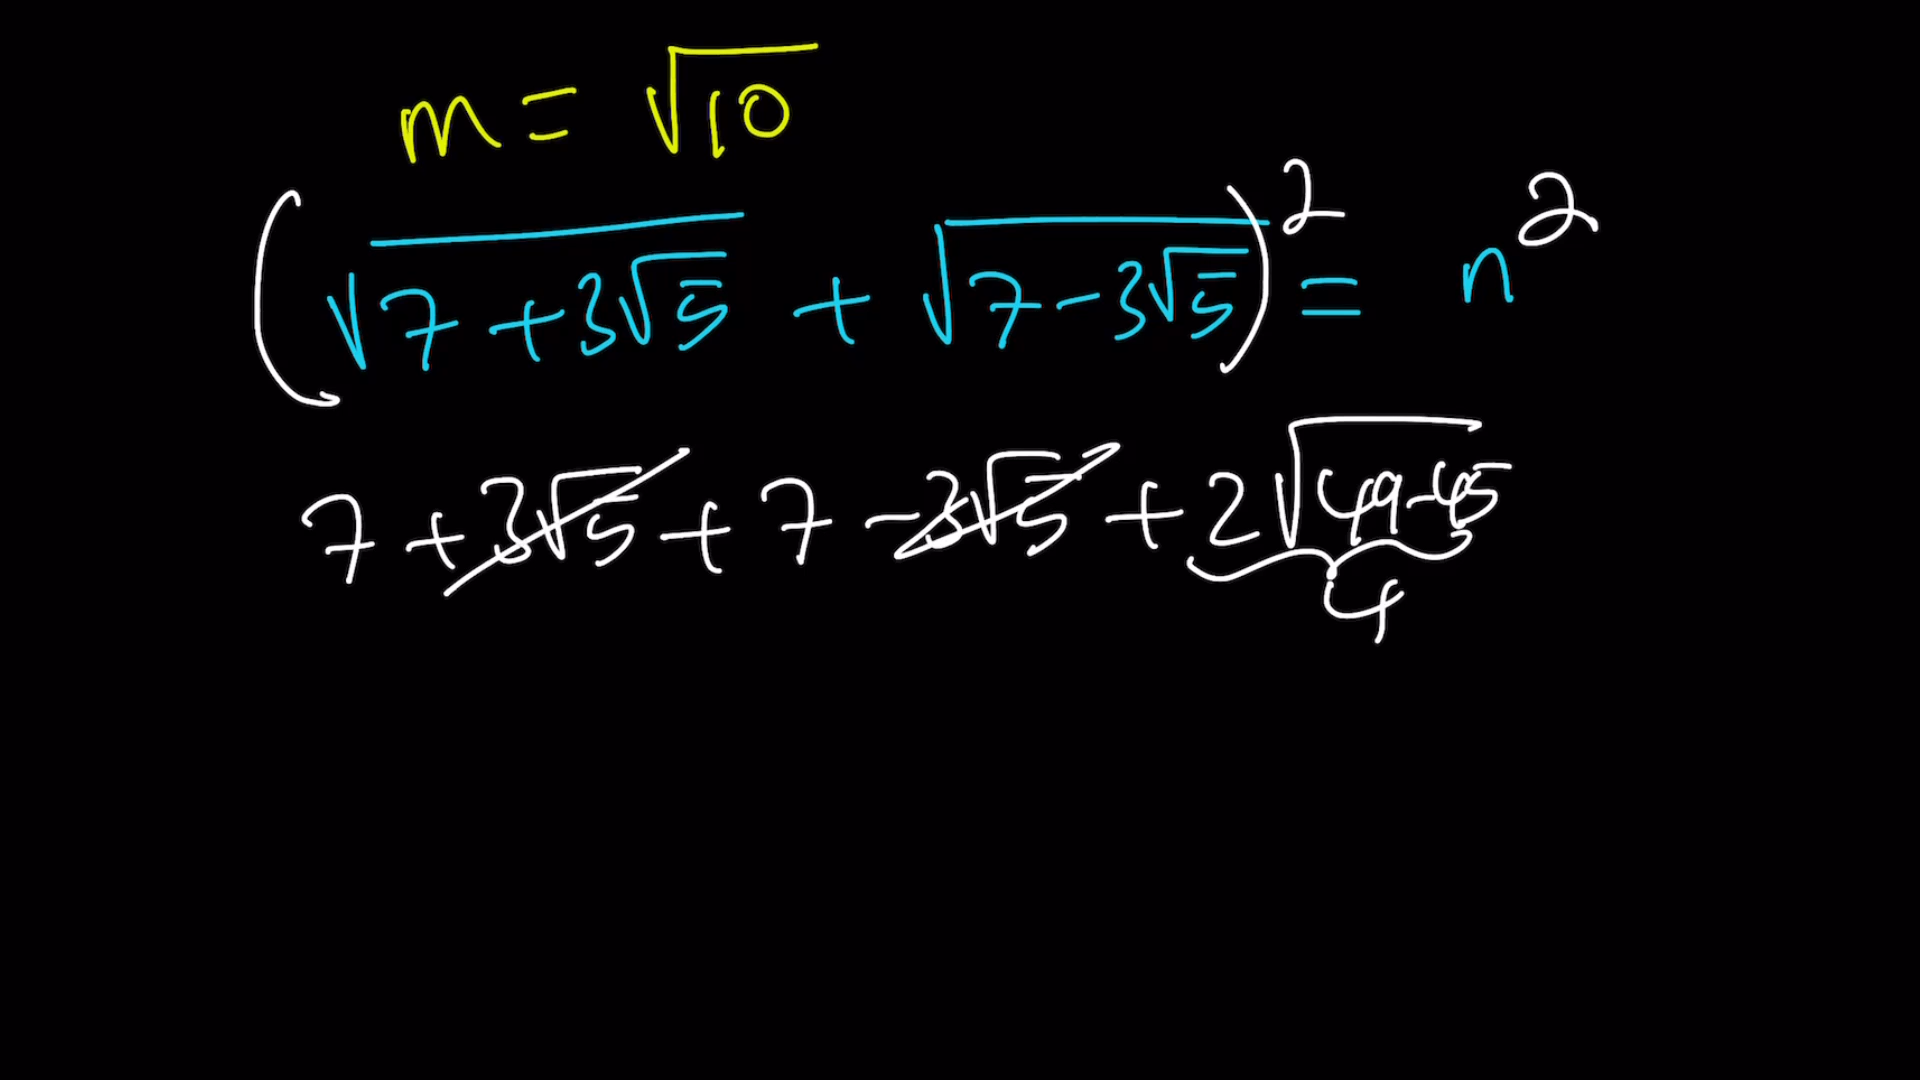 m = √10
(√(7+3√5) + √(7-3√5))² = n²
7 + 3√5 + 7 - 3√5 + 2√(49-45)
4